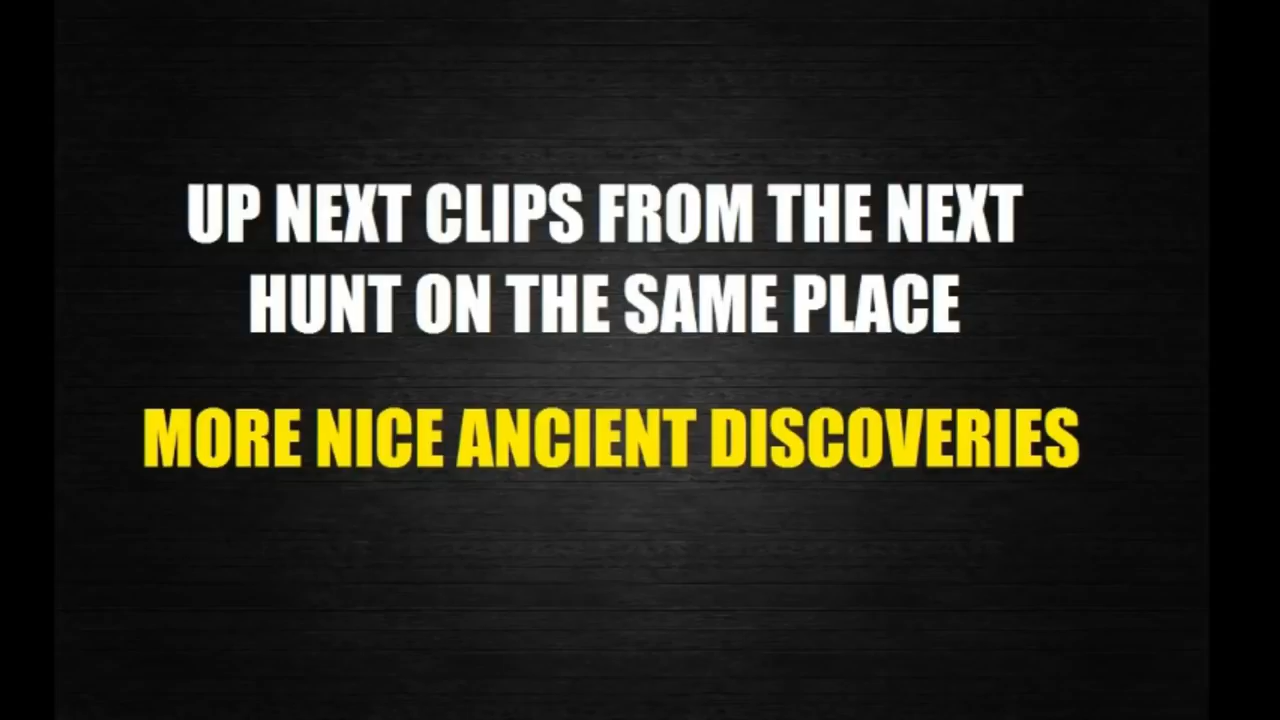 UP NEXT CLIPS FROM THE NEXT
HUNT ON THE SAME PLACE
MORE NICE ANCIENT DISCOVERIES